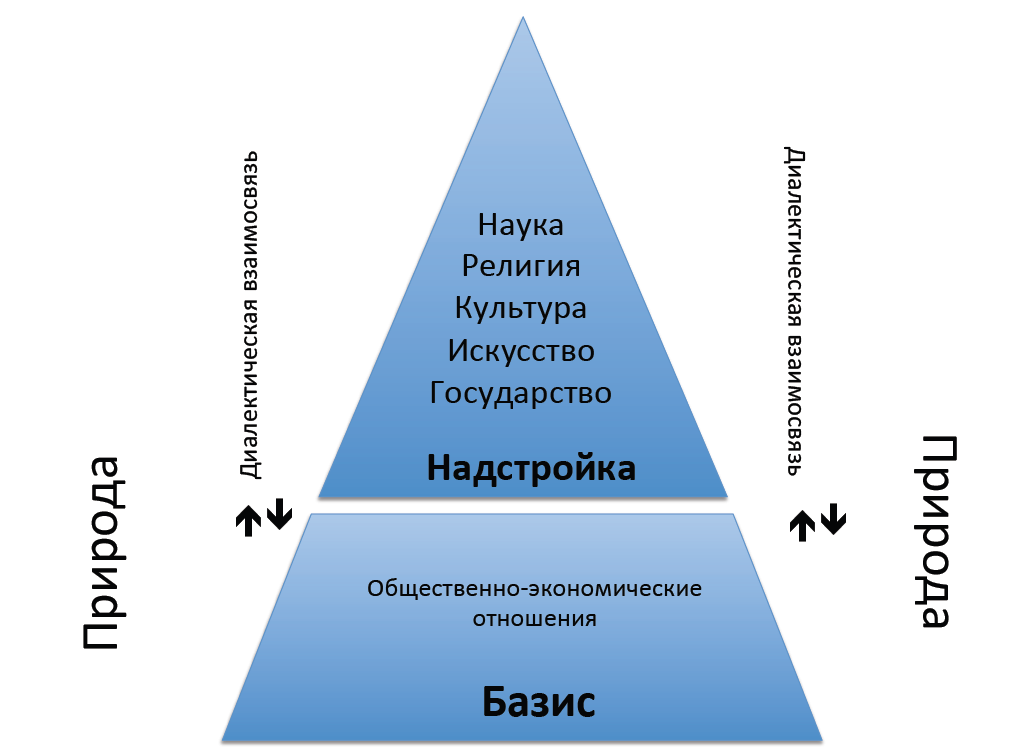 Наука
Религия
Культура
Искусство
Государство
Надстройка
Общественно-экономические
отношения
Базис
Диалектическая взаимосвязь
Природа
Диалектическая взаимосвязь
Природа